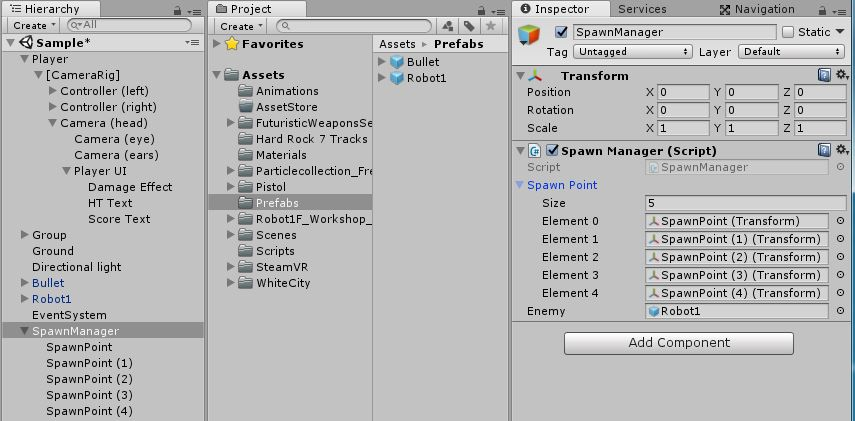 Hierarchy
Create
All
Sample*
Player
[CameraRig]
Controller (left)
Controller (right)
Camera (head)
Camera (eye)
Camera (ears)
Player UI
Damage Effect
HT Text
Score Text
Group
Ground
Directional light
Bullet
Robot1
EventSystem
SpawnManager
SpawnPoint
SpawnPoint (1)
SpawnPoint (2)
SpawnPoint (3)
SpawnPoint (4)
Project
Create
Favorites
Assets
Animations
AssetStore
FuturisticWeaponsSe
Hard Rock 7 Tracks
Materials
Particlecollection_Fre
Pistol
Prefabs
Robot1F_Workshop_
Scenes
Scripts
SteamVR
WhiteCity
Assets Prefabs
Bullet
Robot1
Inspector Services Navigation
SpawnManager Static
Tag Untagged Layer Default
Transform
Position X 0 Y 0 Z 0
Rotation X 0 Y 0 Z 0
Scale X 1 Y 1 Z 1
Spawn Manager (Script)
Script SpawnManager
Spawn Point
Size 5
Element 0 SpawnPoint (Transform)
Element 1 SpawnPoint (1) (Transform)
Element 2 SpawnPoint (2) (Transform)
Element 3 SpawnPoint (3) (Transform)
Element 4 SpawnPoint (4) (Transform)
Enemy Robot1
Add Component